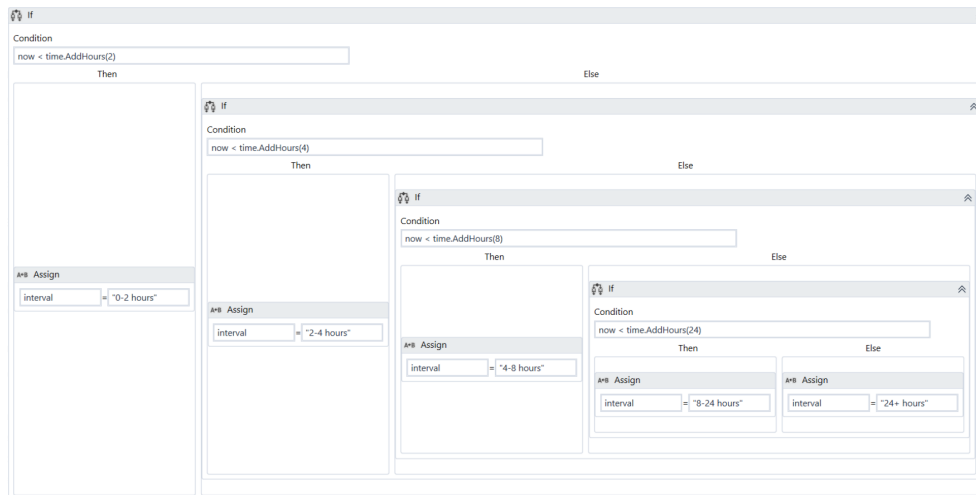 If
Condition
now < time.AddHours(2)
Then
Else
A*B Assign
interval = "0-2 hours"
If
Condition
now < time.AddHours(4)
Then
Else
A*B Assign
interval = "2-4 hours"
If
Condition
now < time.AddHours(8)
Then
Else
A*B Assign
interval = "4-8 hours"
If
Condition
now < time.AddHours(24)
Then
Else
A*B Assign
interval = "8-24 hours"
A*B Assign
interval = "24+ hours"